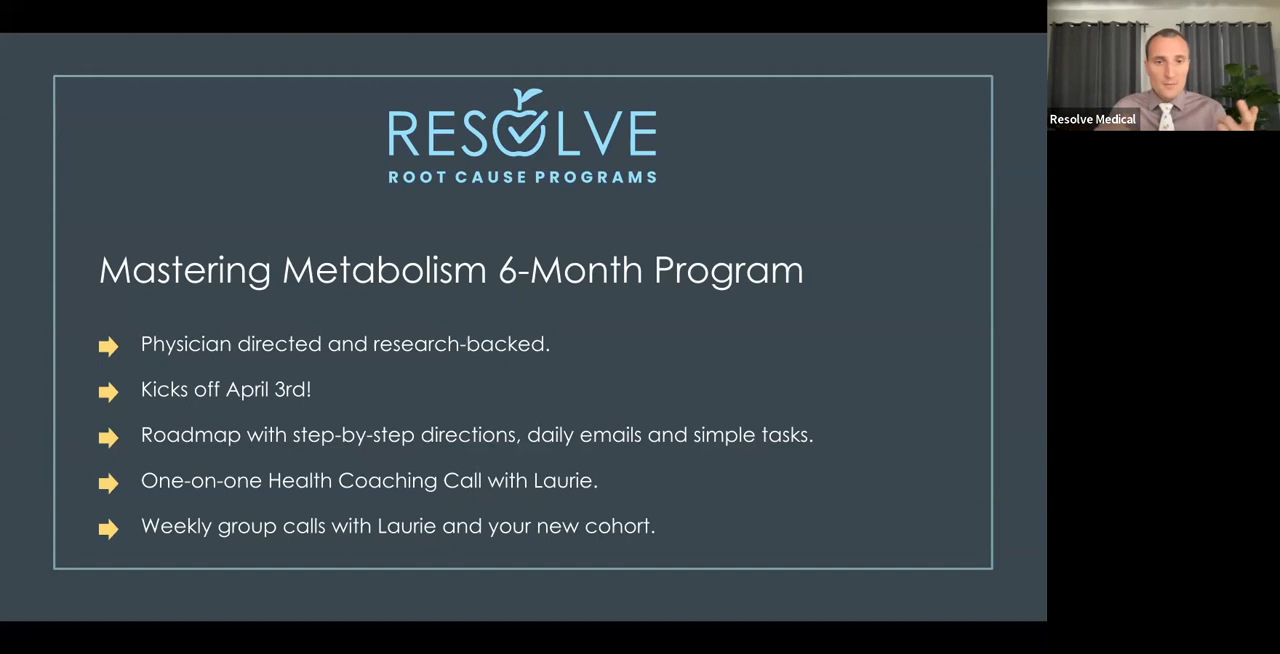 RESOLVE
ROOT CAUSE PROGRAMS
Mastering Metabolism 6-Month Program
Physician directed and research-backed.
Kicks off April 3rd!
Roadmap with step-by-step directions, daily emails and simple tasks.
One-on-one Health Coaching Call with Laurie.
Weekly group calls with Laurie and your new cohort.
Resolve Medical